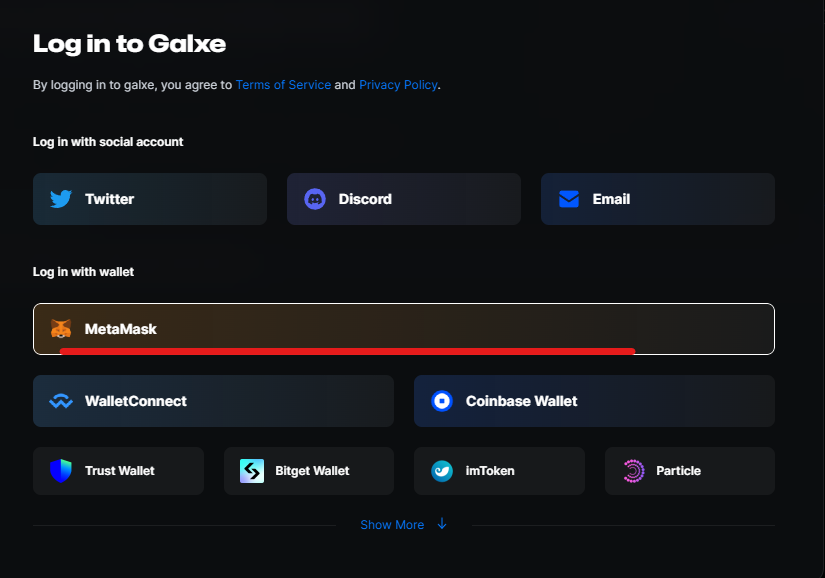 Log in to Galxe
By logging in to galxe, you agree to Terms of Service and Privacy Policy.
Log in with social account
Twitter
Discord
Email
Log in with wallet
MetaMask
WalletConnect
Coinbase Wallet
Trust Wallet
Bitget Wallet
imToken
Particle
Show More